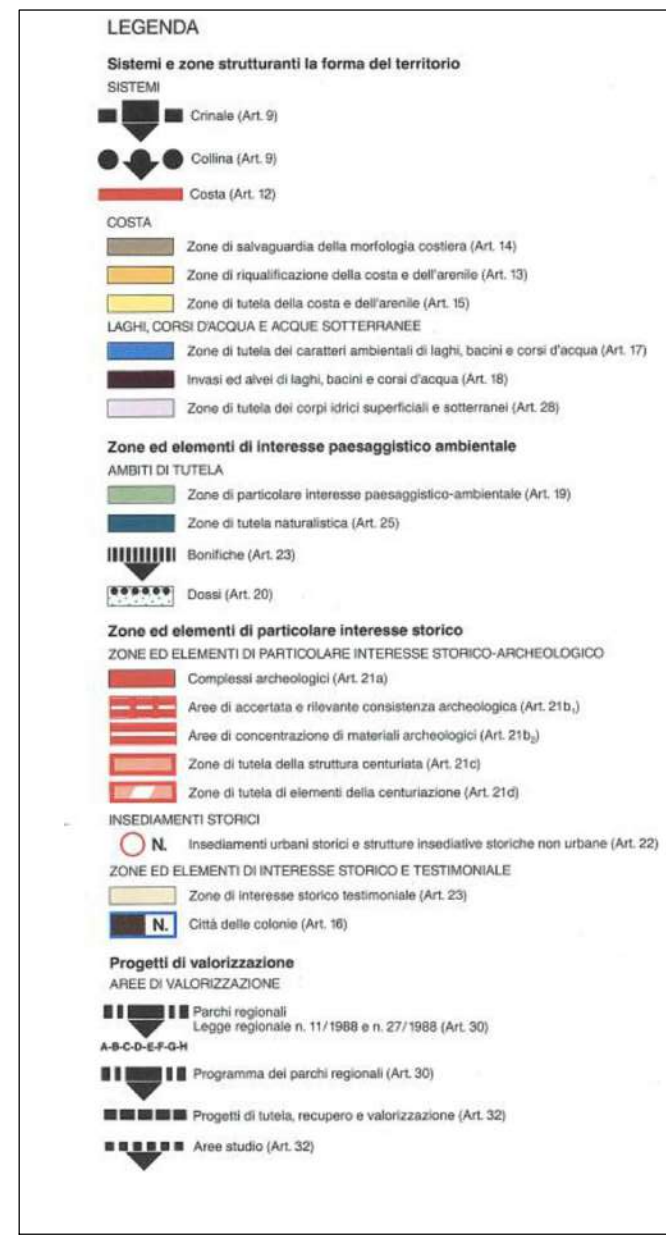 LEGENDA
Sistemi e zone strutturanti la forma del territorio
SISTEMI
Crinale (Art. 9)
Collina (Art. 9)
Costa (Art. 12)
COSTA
Zone di salvaguardia della morfologia costiera (Art. 14)
Zone di riqualificazione della costa e dell'arenile (Art. 13)
Zone di tutela della costa e dell'arenile (Art. 15)
LAGHI, CORSI D'ACQUA E ACQUE SOTTERRANEE
Zone di tutela dei caratteri ambientali di laghi, bacini e corsi d'acqua (Art. 17)
Invasi ed alvei di laghi, bacini e corsi d'acqua (Art. 18)
Zone di tutela dei corpi idrici superficiali e sotterranei (Art. 28)
Zone ed elementi di interesse paesaggistico ambientale
AMBITI DI TUTELA
Zone di particolare interesse paesaggistico-ambientale (Art. 19)
Zone di tutela naturalistica (Art. 25)
Bonifiche (Art. 23)
Dossi (Art. 20)
Zone ed elementi di particolare interesse storico
ZONE ED ELEMENTI DI PARTICOLARE INTERESSE STORICO-ARCHEOLOGICO
Complessi archeologici (Art. 21a)
Aree di accertata e rilevante consistenza archeologica (Art. 21b₁)
Aree di concentrazione di materiali archeologici (Art. 21b₂)
Zone di tutela della struttura centuriata (Art. 21c)
Zone di tutela di elementi della centuriazione (Art. 21d)
INSEDIAMENTI STORICI
N. Insediamenti urbani storici e strutture insediative storiche non urbane (Art. 22)
ZONE ED ELEMENTI DI INTERESSE STORICO E TESTIMONIALE
Zone di interesse storico testimoniale (Art. 23)
N. Città delle colonie (Art. 16)
Progetti di valorizzazione
AREE DI VALORIZZAZIONE
Parchi regionali
Legge regionale n. 11/1988 e n. 27/1988 (Art. 30)
A-B-C-D-E-F-G-H
Programma dei parchi regionali (Art. 30)
Progetti di tutela, recupero e valorizzazione (Art. 32)
Aree studio (Art. 32)